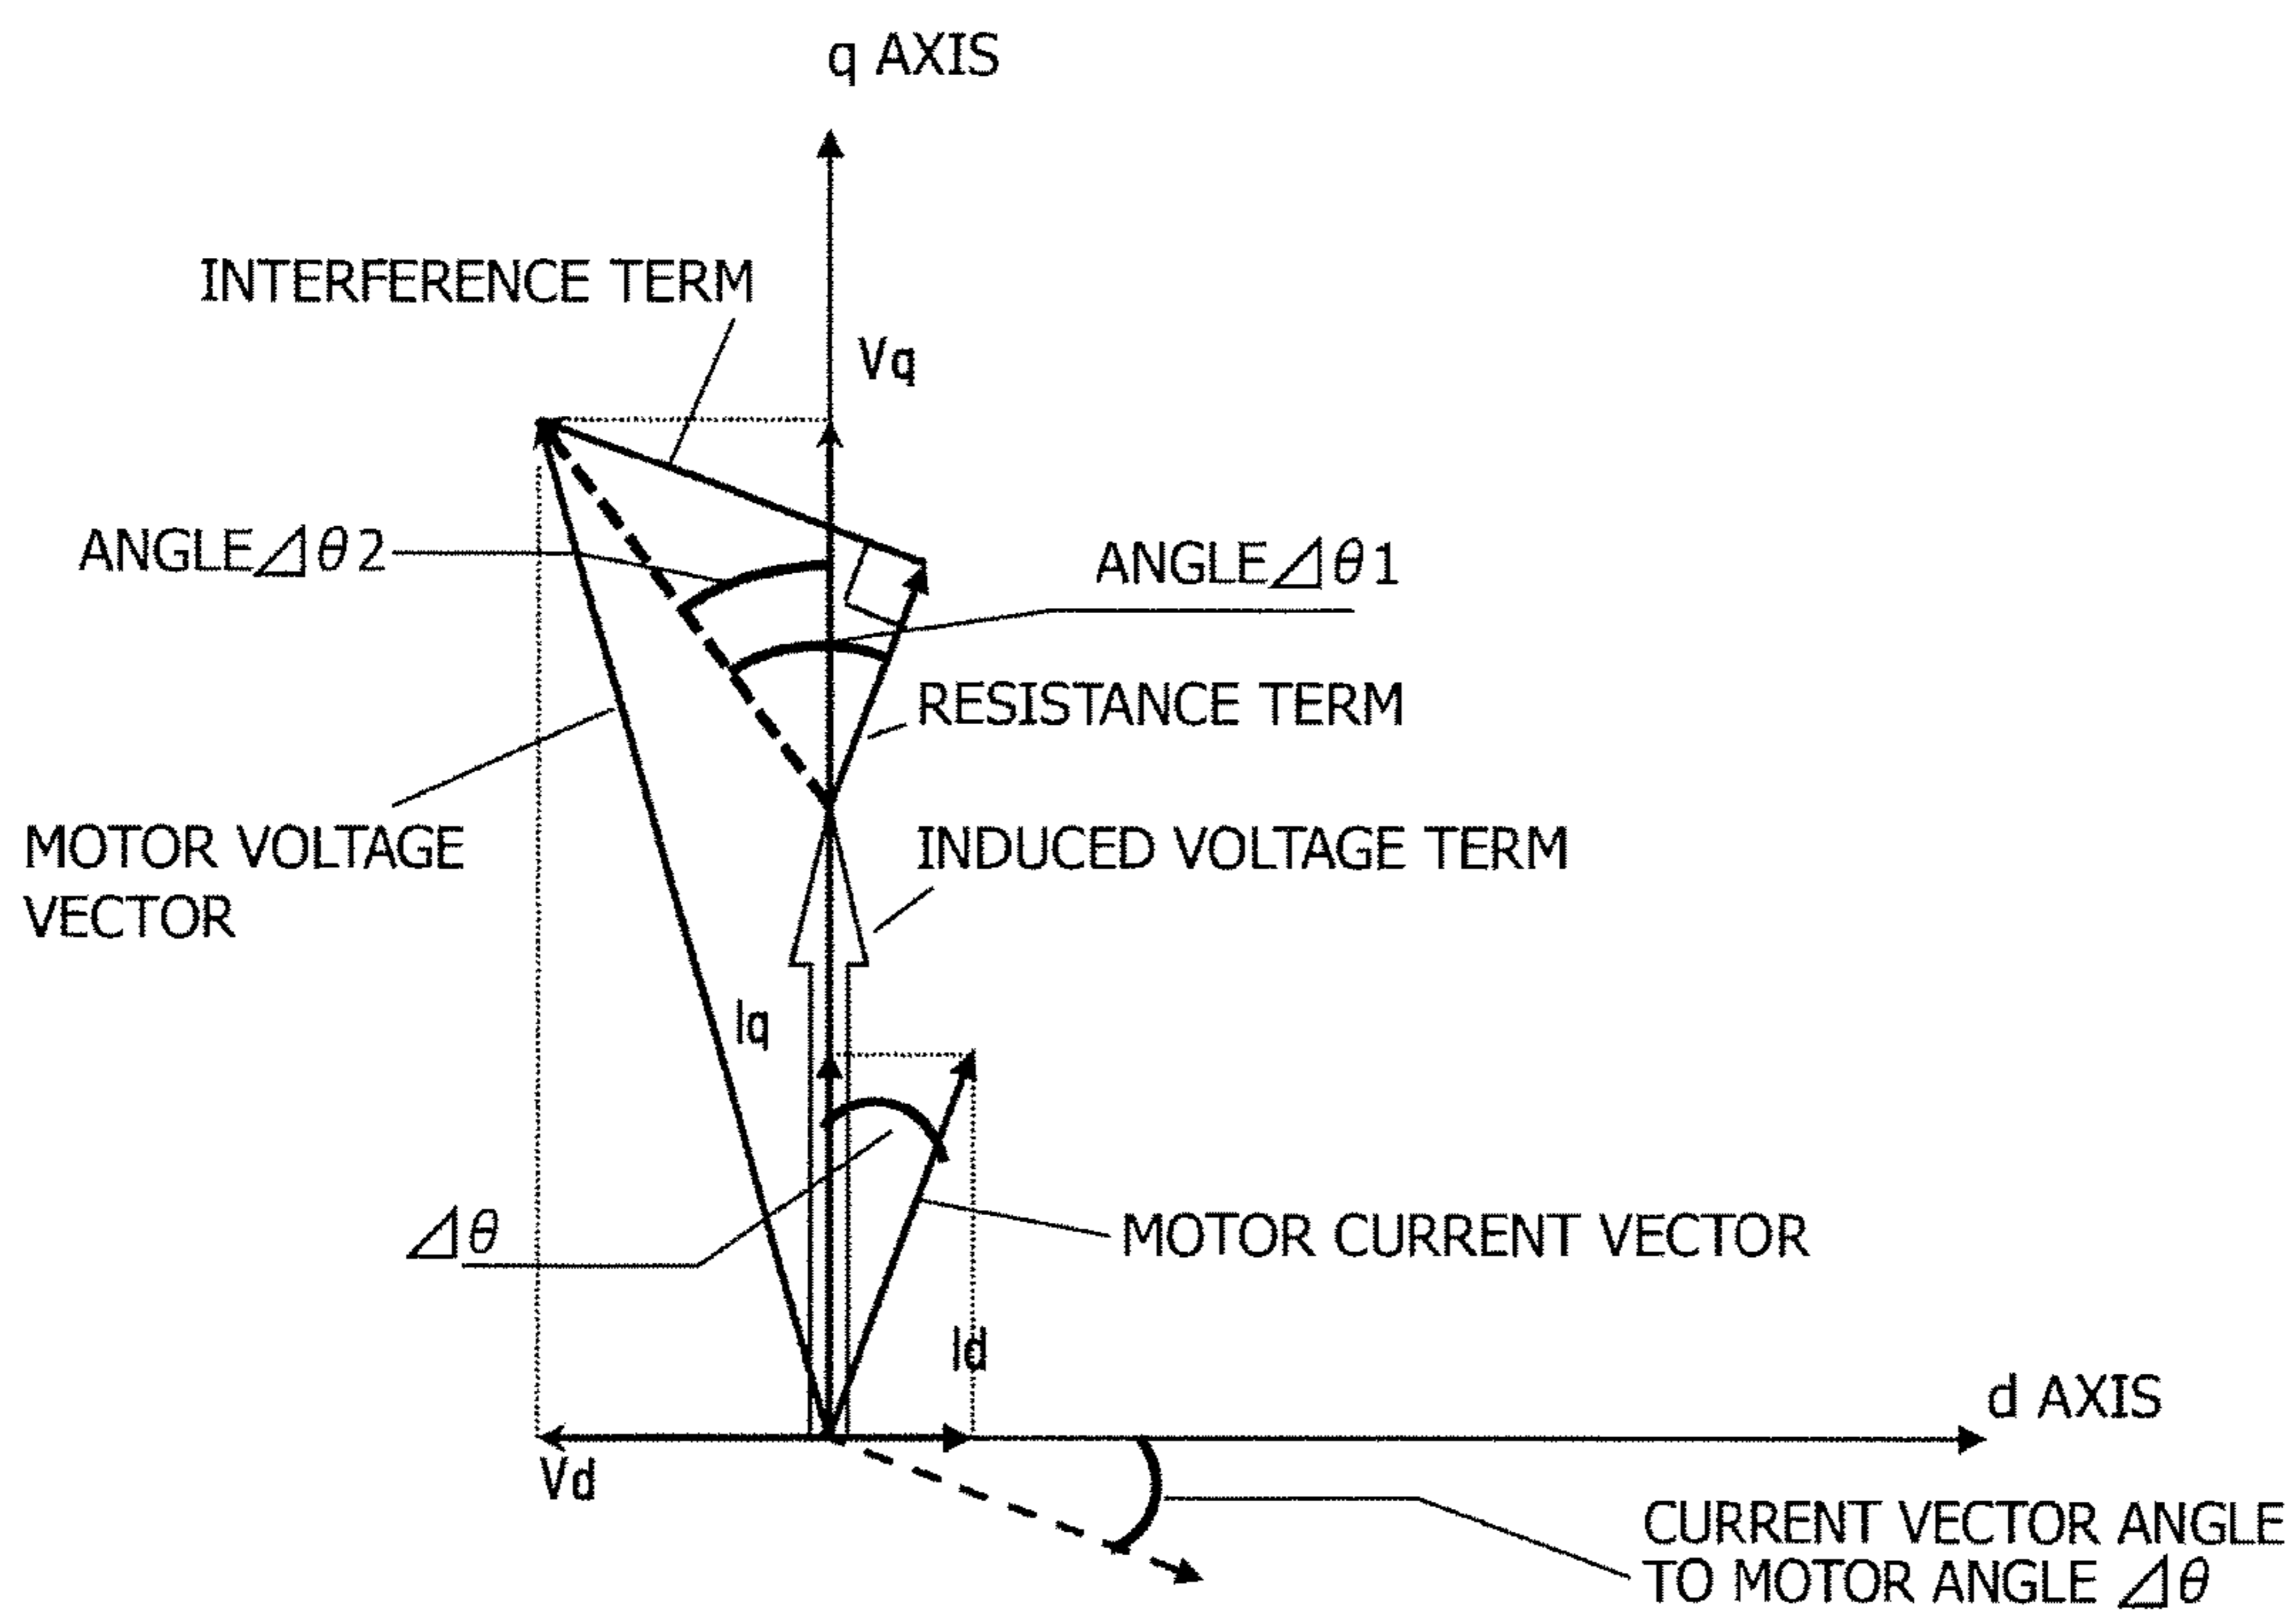 q AXIS
INTERFERENCE TERM
Vq
ANGLE⊿θ2
ANGLE⊿θ1
RESISTANCE TERM
MOTOR VOLTAGE
VECTOR
INDUCED VOLTAGE TERM
Iq
⊿θ
MOTOR CURRENT VECTOR
Id
d AXIS
Vd
CURRENT VECTOR ANGLE
TO MOTOR ANGLE ⊿θ